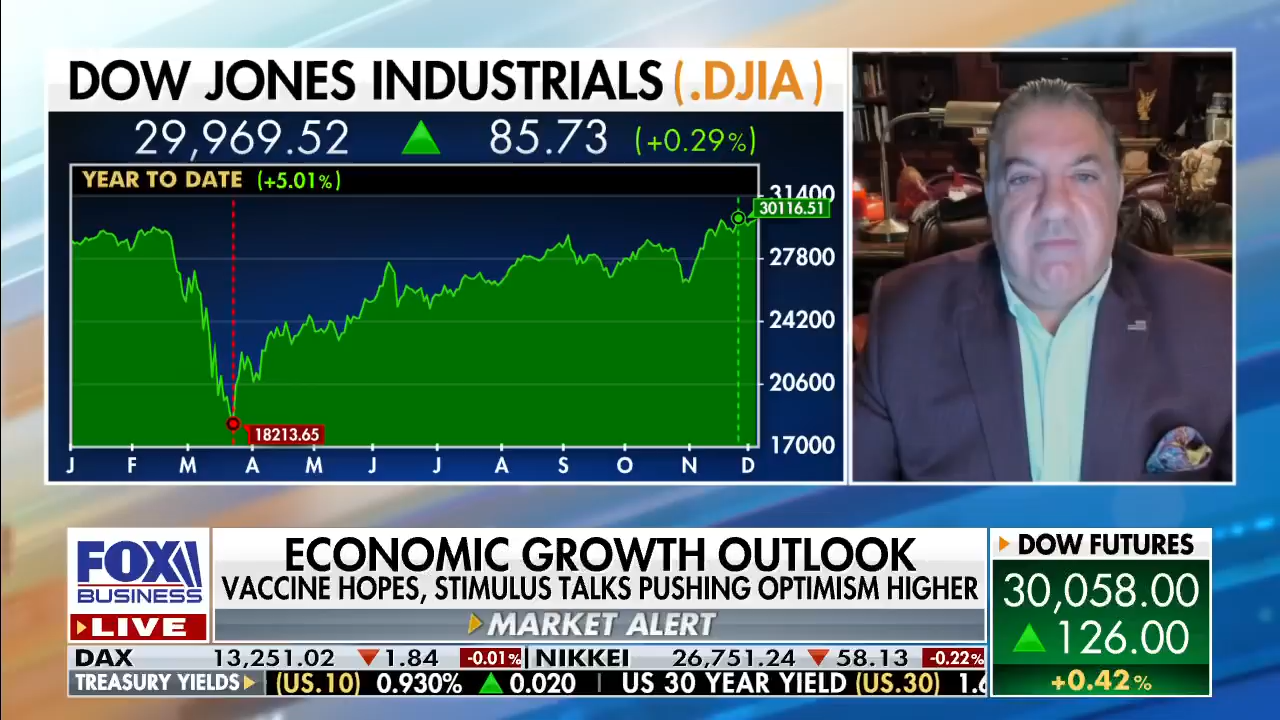 DOW JONES INDUSTRIALS (.DJIA)
29,969.52 ▲ 85.73 (+0.29%)
YEAR TO DATE (+5.01%)
31400
30116.51
27800
24200
20600
18213.65
17000
J F M A M J J A S O N D
FOX BUSINESS
LIVE
ECONOMIC GROWTH OUTLOOK
VACCINE HOPES, STIMULUS TALKS PUSHING OPTIMISM HIGHER
MARKET ALERT
DOW FUTURES
30,058.00
▲ 126.00
+0.42%
DAX 13,251.02 ▼ 1.84 -0.01% NIKKEI 26,751.24 ▼ 58.13 -0.22%
TREASURY YIELDS (US.10) 0.930% ▲ 0.020 | US 30 YEAR YIELD (US.30)